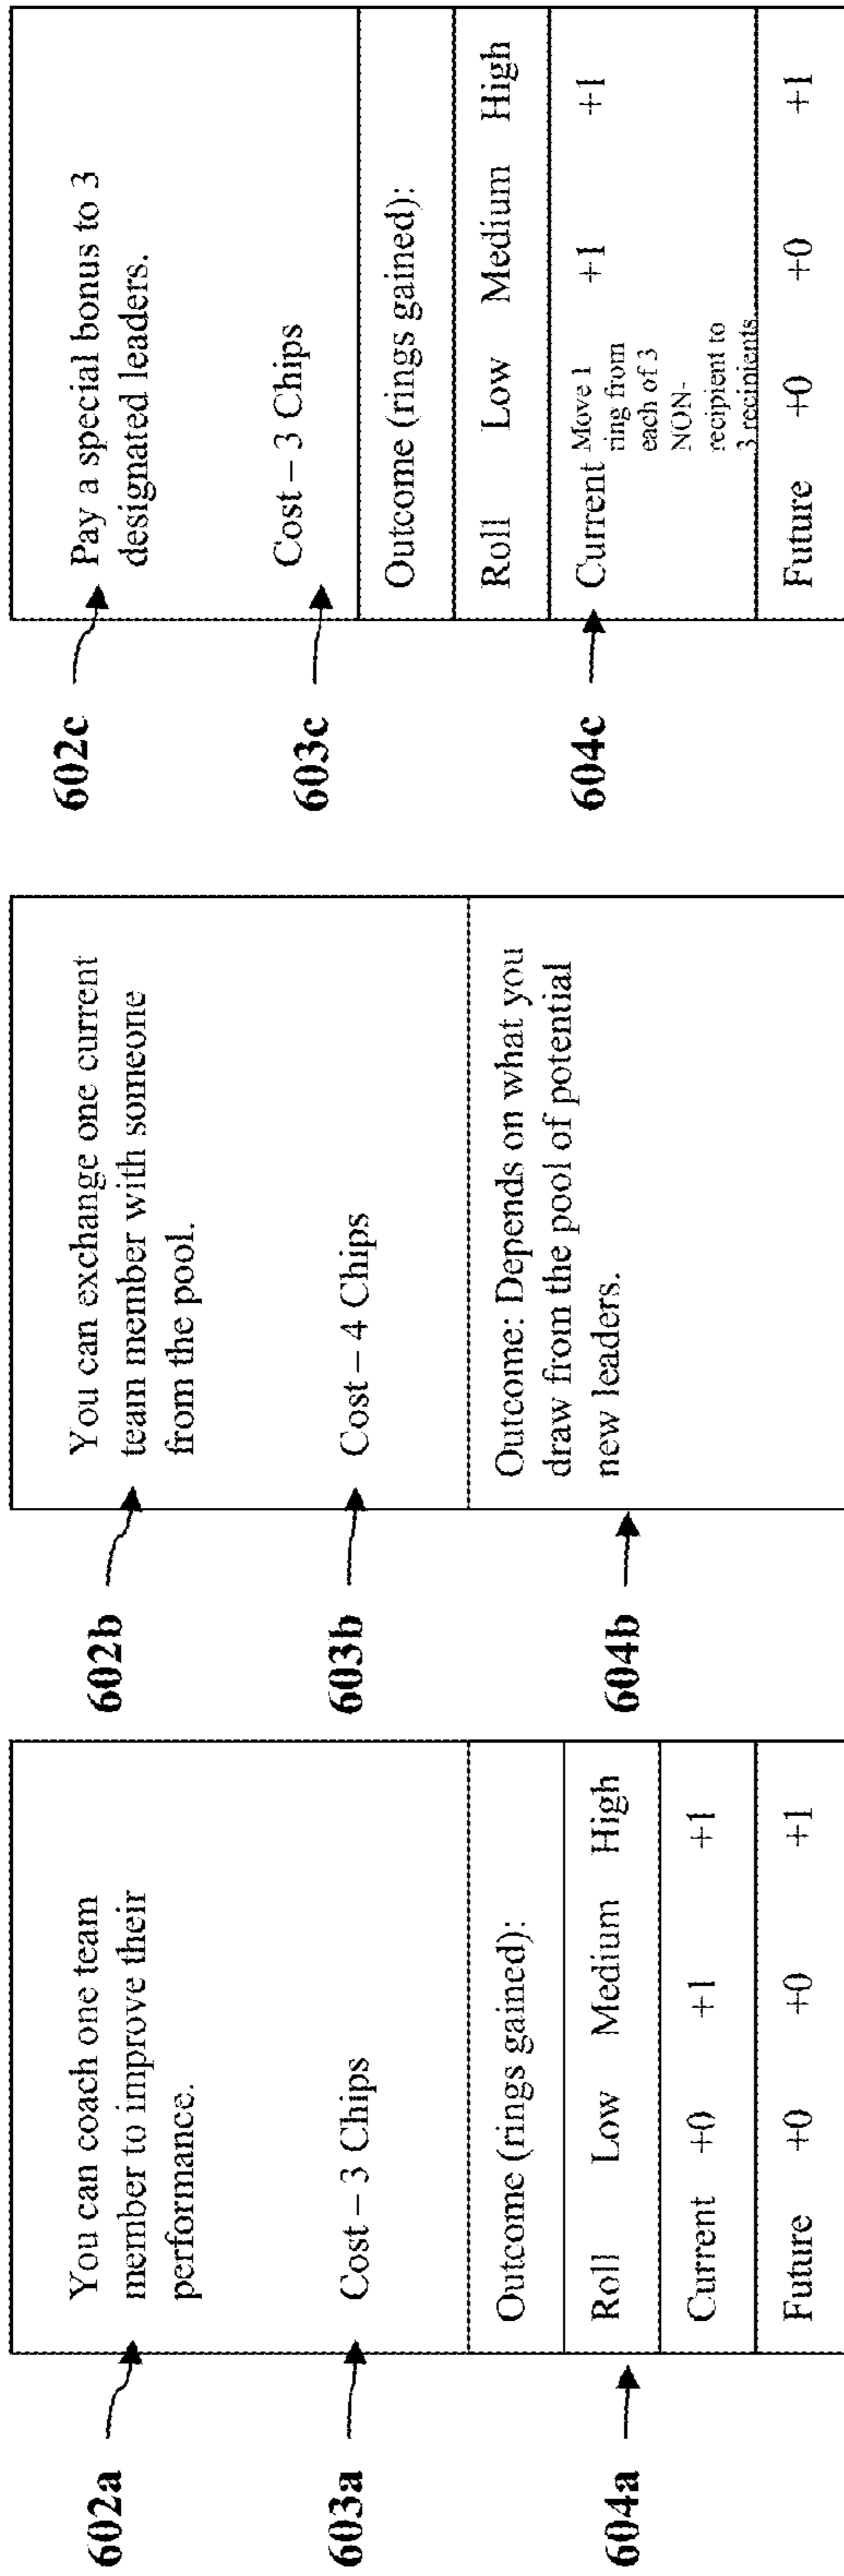 602a
You can coach one team
member to improve their
performance.
603a
Cost – 3 Chips
Outcome (rings gained):
604a
Roll Low Medium High
Current +0 +1 +1
Future +0 +0 +1
602b
You can exchange one current
team member with someone
from the pool.
603b
Cost – 4 Chips
604b
Outcome: Depends on what you
draw from the pool of potential
new leaders.
602c
Pay a special bonus to 3
designated leaders.
603c
Cost – 3 Chips
Outcome (rings gained):
Roll Low Medium High
604c
Current Move 1 +1 +1
ring from
each of 3
NON-
recipient to
3 recipients
Future +0 +0 +1